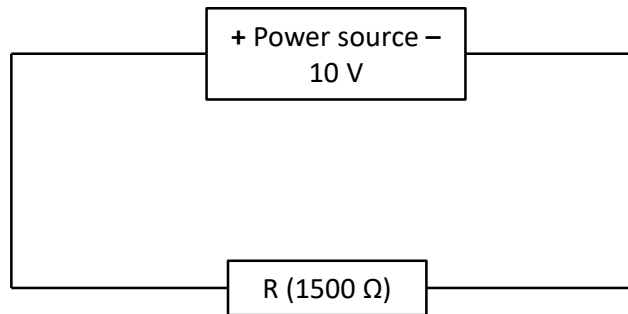 + Power source –
10 V
R (1500 Ω)